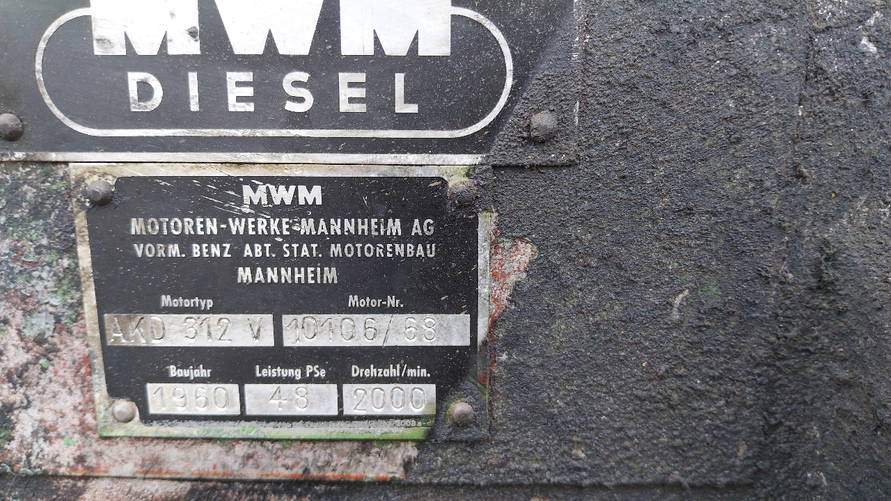 MWM
DIESEL
MWM
MOTOREN-WERKE-MANNHEIM AG
VORM. BENZ ABT. STAT. MOTORENBAU
MANNHEIM
Motortyp Motor-Nr.
AKD 312 V 10106/68
Baujahr Leistung PSe Drehzahl/min.
1960 48 2000